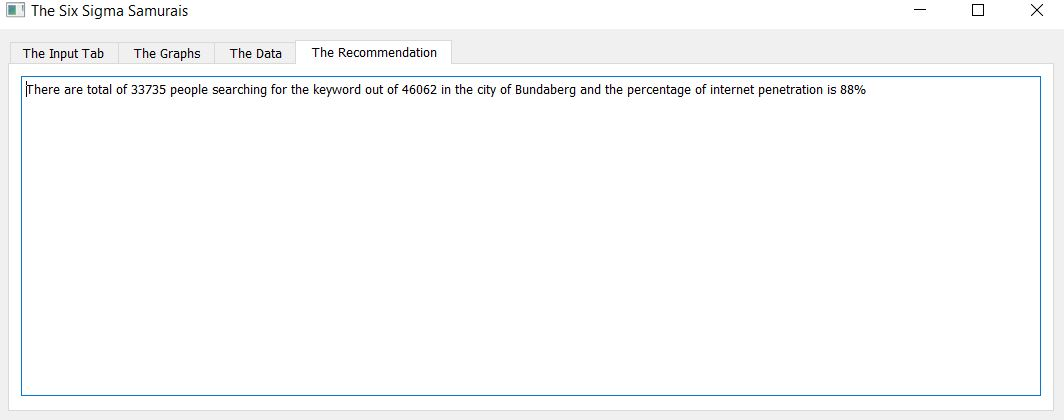 The Six Sigma Samurais
The Input Tab
The Graphs
The Data
The Recommendation
There are total of 33735 people searching for the keyword out of 46062 in the city of Bundaberg and the percentage of internet penetration is 88%